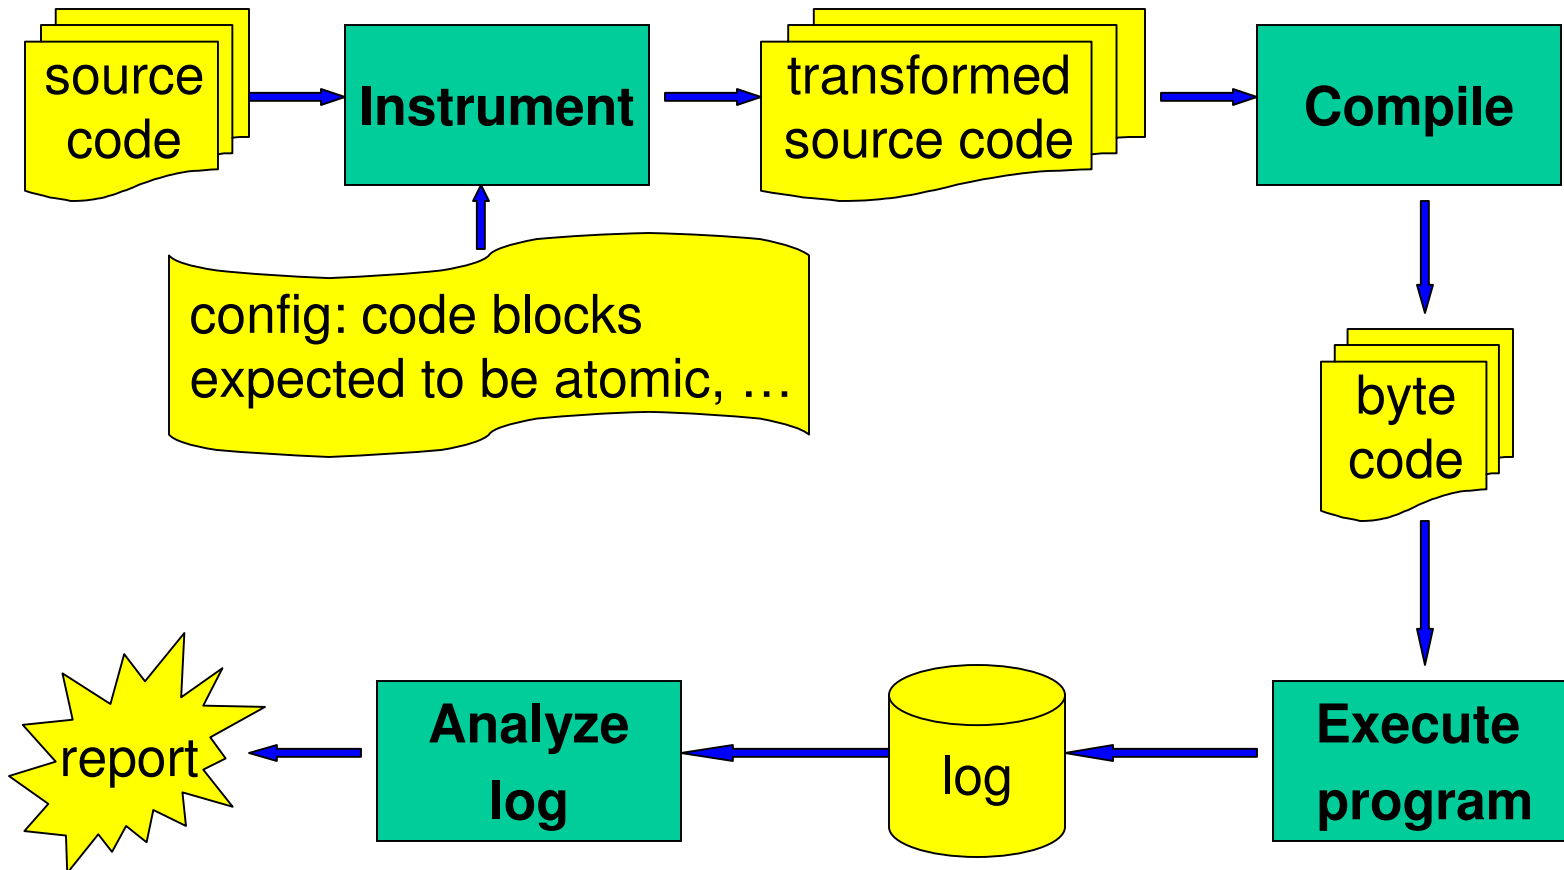 source
code
Instrument
transformed
source code
Compile
config: code blocks
expected to be atomic, …
byte
code
Execute
program
log
Analyze
log
report